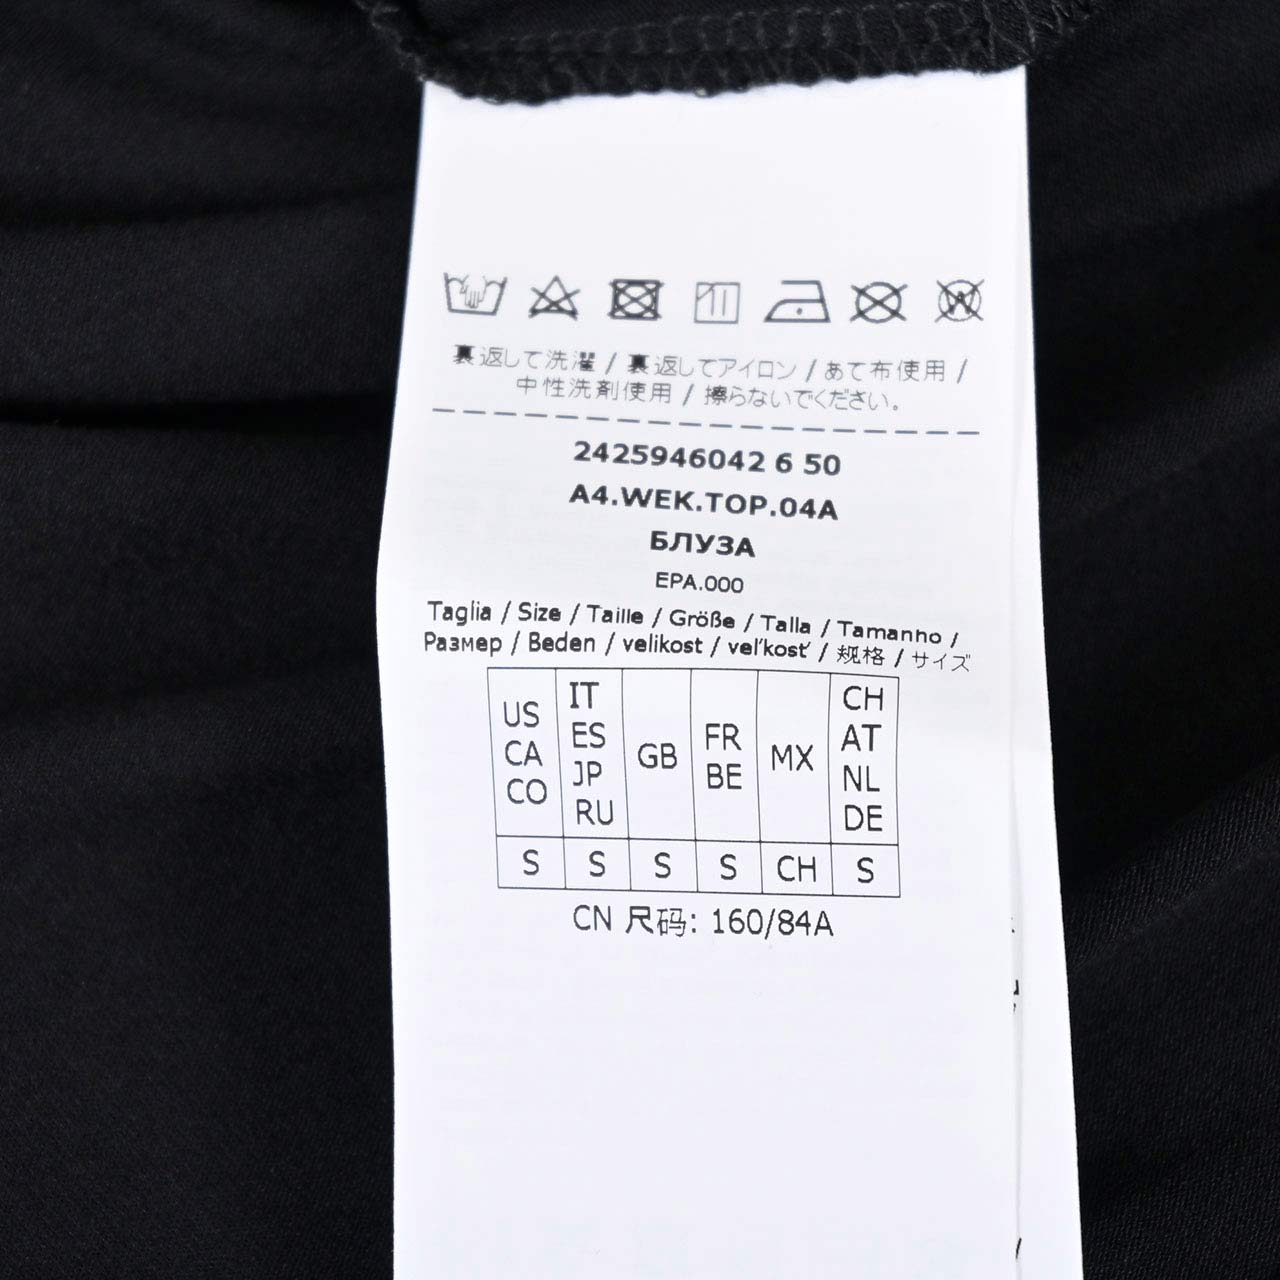 裏返して洗濯 / 裏返してアイロン / あて布使用 /
中性洗剤使用 / 擦らないでください。
2425946042 6 50
A4.WEK.TOP.04A
БЛУЗА
EPA.000
Taglia / Size / Taille / Größe / Talla / Tamanho /
Размер / Beden / velikost / veľkosť / 规格 / サイズ
US CA CO IT ES JP RU GB FR BE MX CH AT NL DE
S S S S CH S
CN 尺码: 160/84A